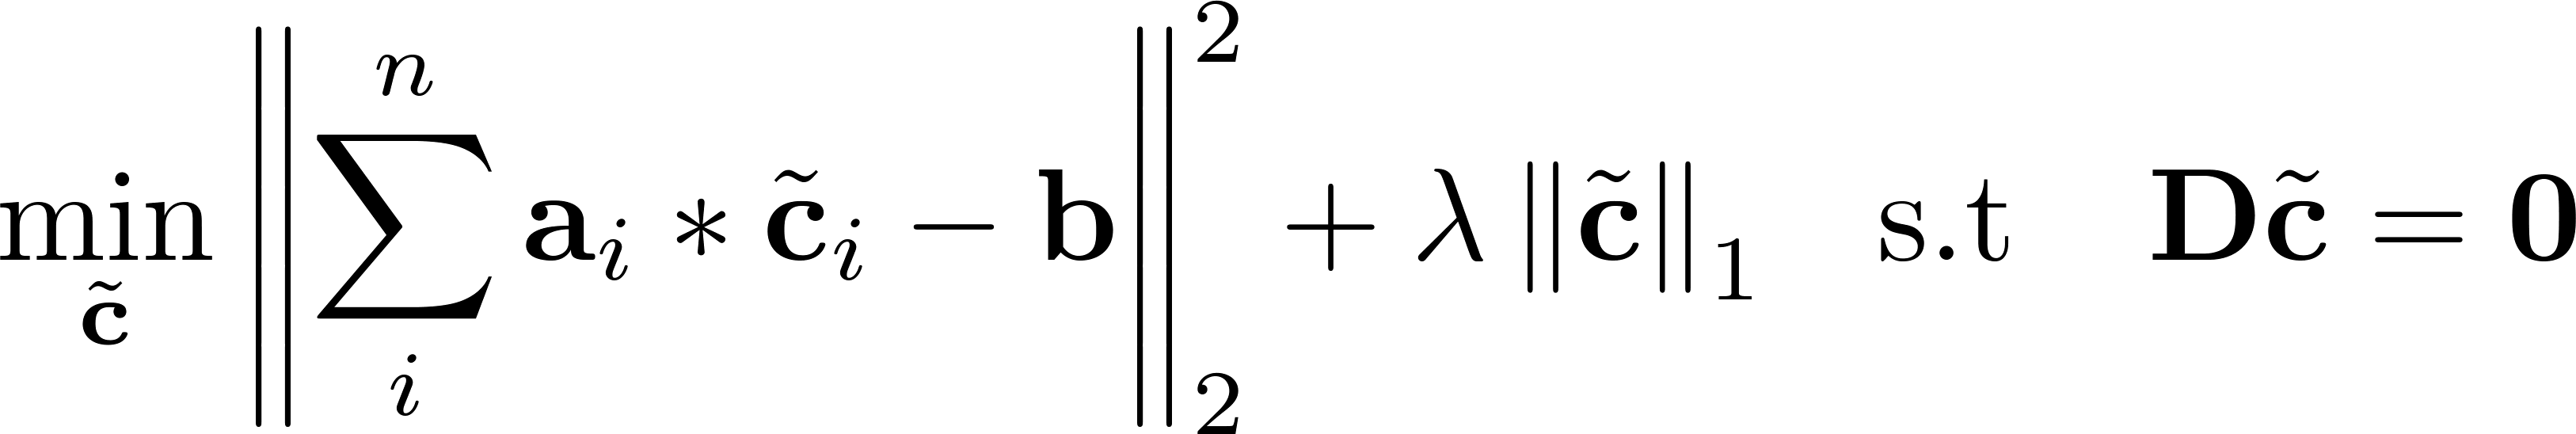 \min_{\tilde{\mathbf{c}}} \left\| \sum_{i}^{n} \mathbf{a}_i * \tilde{\mathbf{c}}_i - \mathbf{b} \right\|_2^2 + \lambda \left\| \tilde{\mathbf{c}} \right\|_1 \quad \text{s.t} \quad \mathbf{D}\tilde{\mathbf{c}} = \mathbf{0}